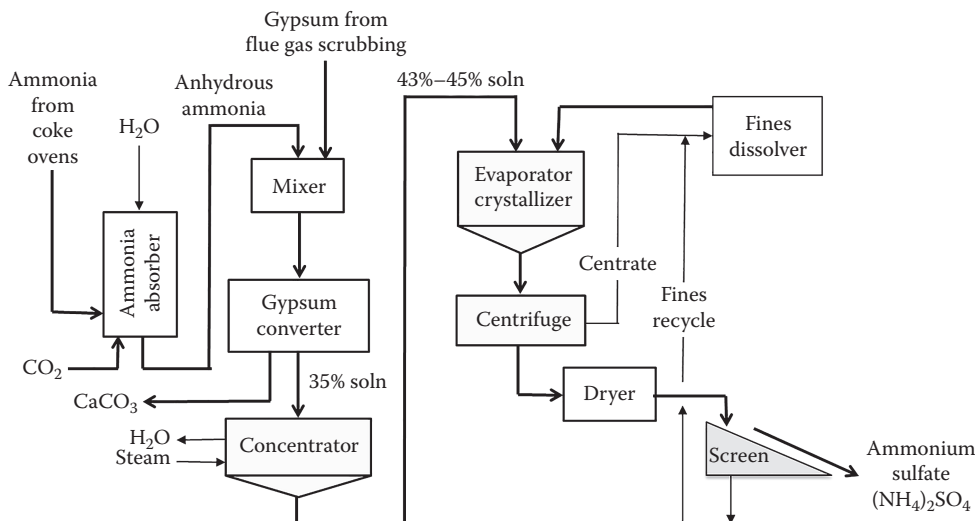 Gypsum from
flue gas scrubbing
Ammonia
from
coke
ovens
H₂O
Anhydrous
ammonia
43%–45% soln
Fines
dissolver
Mixer
Evaporator
crystallizer
Ammonia
absorber
Centrate
Gypsum
converter
Centrifuge
Fines
recycle
CO₂
35% soln
CaCO₃
Dryer
H₂O
Steam
Concentrator
Screen
Ammonium
sulfate
(NH₄)₂SO₄